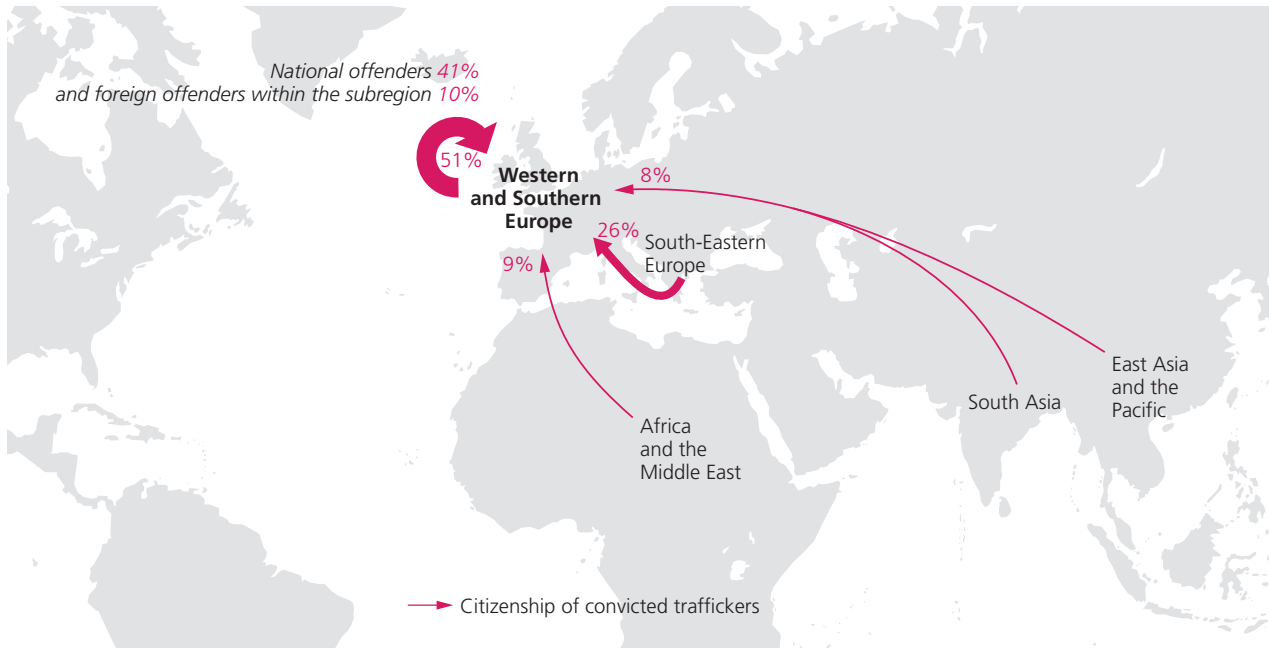 National offenders 41%
and foreign offenders within the subregion 10%
51%
Western
and Southern
Europe
8%
26%
South-Eastern
Europe
9%
East Asia
and the
Pacific
South Asia
Africa
and the
Middle East
Citizenship of convicted traffickers